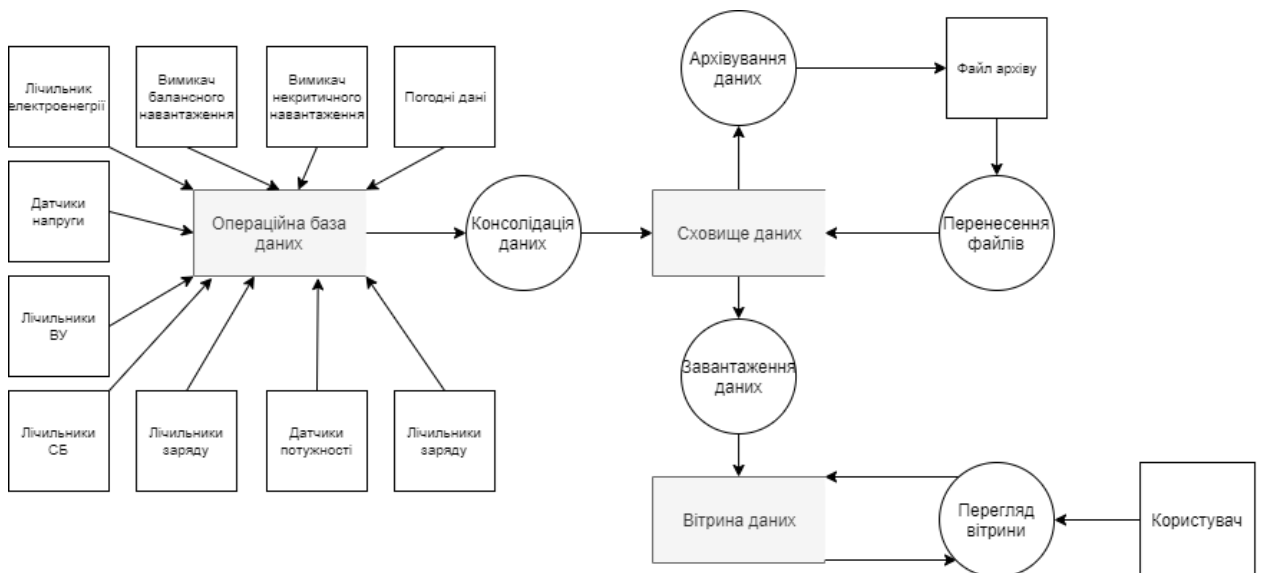 Лічильник
електроенегрії
Вимикач
балансного
навантаження
Вимикач
некритичного
навантаження
Погодні дані
Архівування
даних
Файл архіву
Датчики
напруги
Операційна база
даних
Консолідація
даних
Сховище даних
Перенесення
файлів
Лічильники
ВУ
Завантаження
даних
Лічильники
СБ
Лічильники
заряду
Датчики
потужності
Лічильники
заряду
Вітрина даних
Перегляд
вітрини
Користувач